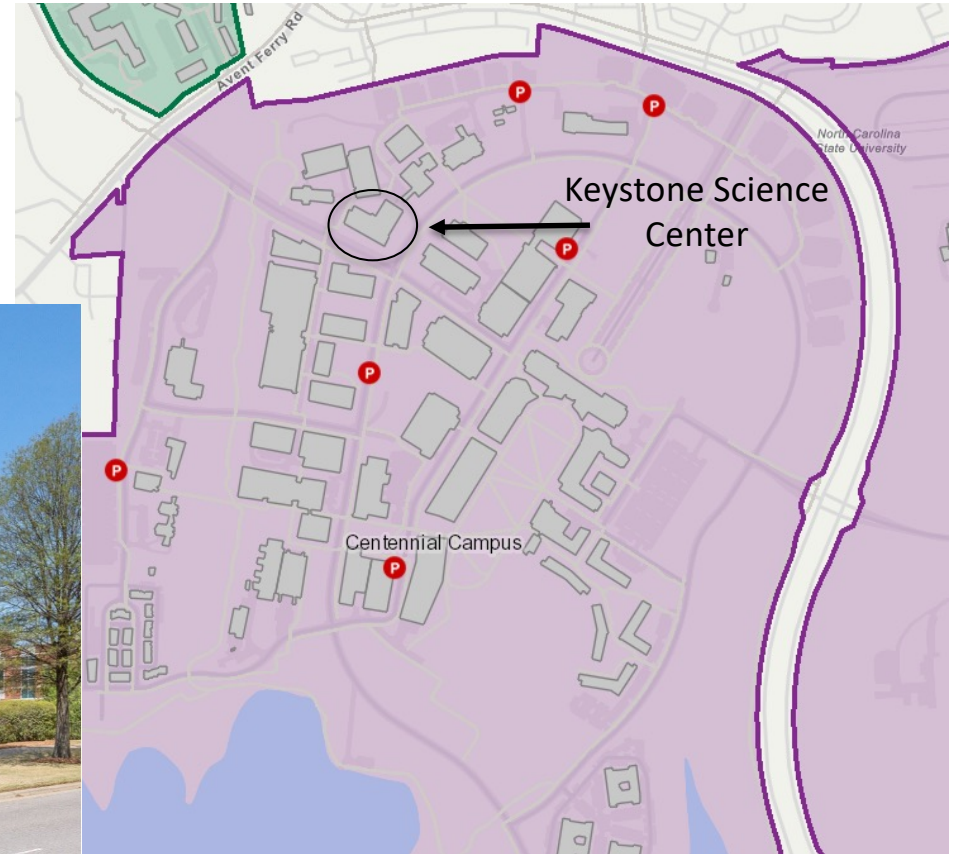 Avent Ferry Rd
P
P
North Carolina
State University
Keystone Science
Center
P
P
P
Centennial Campus
P